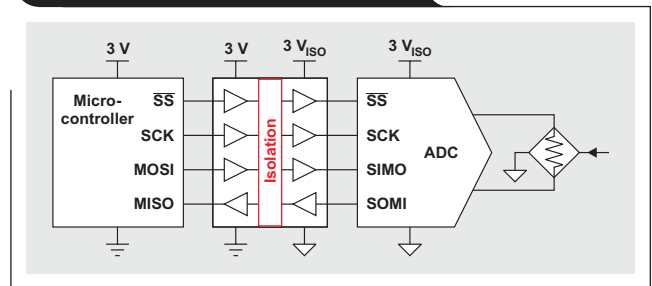 3 V 3 V 3 VISO 3 VISO
Micro-
controller
SS SS
SCK SCK
MOSI SIMO
MISO SOMI
Isolation
ADC